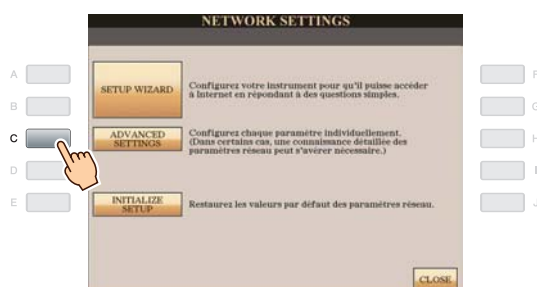 NETWORK SETTINGS
A
F
SETUP WIZARD
Configurez votre instrument pour qu'il puisse accéder
à Internet en répondant à des questions simples.
B
G
C
H
ADVANCED
SETTINGS
Configurez chaque paramètre individuellement.
(Dans certains cas, une connaissance détaillée des
paramètres réseau peut s'avérer nécessaire.)
D
I
E
J
INITIALIZE
SETUP
Restaurez les valeurs par défaut des paramètres réseau.
CLOSE